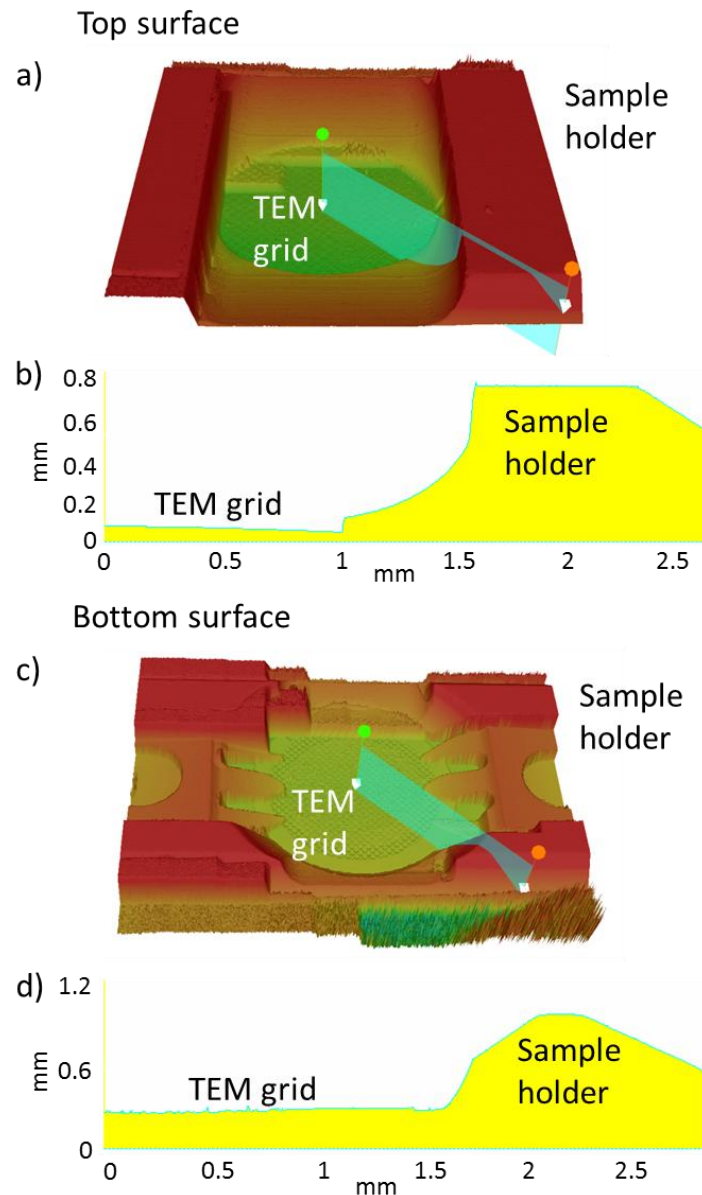 Top surface
a)
Sample
holder
TEM
grid
b)
0.8
0.6
0.4
0.2
0
mm
TEM grid
Sample
holder
0
0.5
1
1.5
2
2.5
mm
Bottom surface
c)
Sample
holder
TEM
grid
d)
1.2
0.6
0
mm
TEM grid
Sample
holder
0
0.5
1
1.5
2
2.5
mm